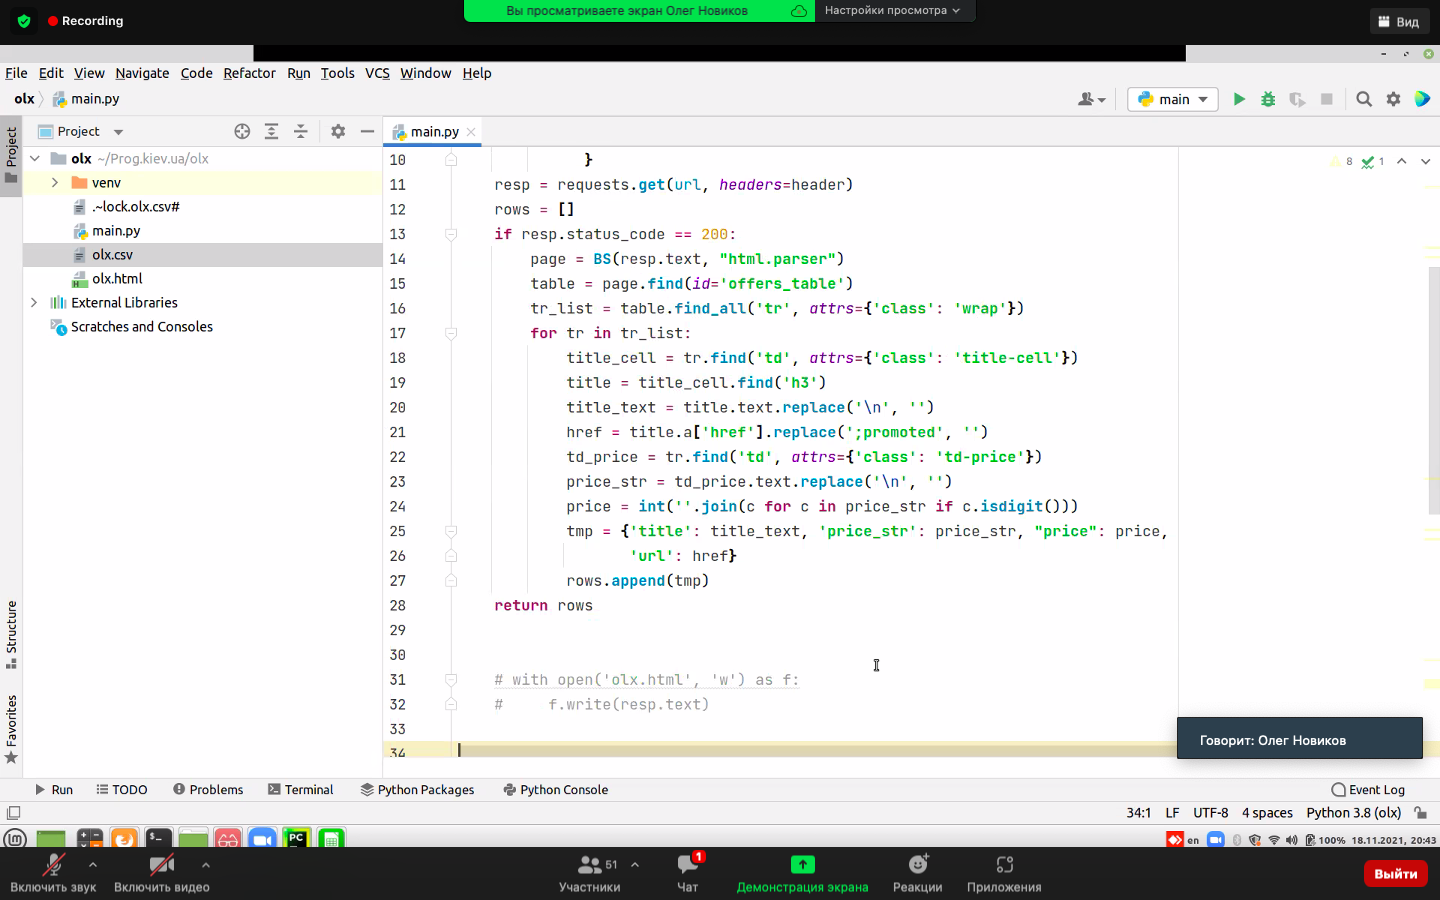 Recording
Вы просматриваете экран Олег Новиков
Настройки просмотра
Вид
File Edit View Navigate Code Refactor Run Tools VCS Window Help
olx main.py
main
Project
main.py
8 1
Project
olx ~/Prog.kiev.ua/olx
venv
.~lock.olx.csv#
main.py
olx.csv
olx.html
External Libraries
Scratches and Consoles
10 }
11 resp = requests.get(url, headers=header)
12 rows = []
13 if resp.status_code == 200:
14 page = BS(resp.text, "html.parser")
15 table = page.find(id='offers_table')
16 tr_list = table.find_all('tr', attrs={'class': 'wrap'})
17 for tr in tr_list:
18 title_cell = tr.find('td', attrs={'class': 'title-cell'})
19 title = title_cell.find('h3')
20 title_text = title.text.replace('\n', '')
21 href = title.a['href'].replace(';promoted', '')
22 td_price = tr.find('td', attrs={'class': 'td-price'})
23 price_str = td_price.text.replace('\n', '')
24 price = int(''.join(c for c in price_str if c.isdigit()))
25 tmp = {'title': title_text, 'price_str': price_str, "price": price,
26 'url': href}
27 rows.append(tmp)
28 return rows
29
30
31 # with open('olx.html', 'w') as f:
32 # f.write(resp.text)
33
34
Structure
Favorites
Говорит: Олег Новиков
Run TODO Problems Terminal Python Packages Python Console Event Log
34:1 LF UTF-8 4 spaces Python 3.8 (olx)
PC
en 100% 18.11.2021, 20:43
Включить звук
Включить видео
Участники 51
Чат 1
Демонстрация экрана
Реакции
Приложения
Выйти